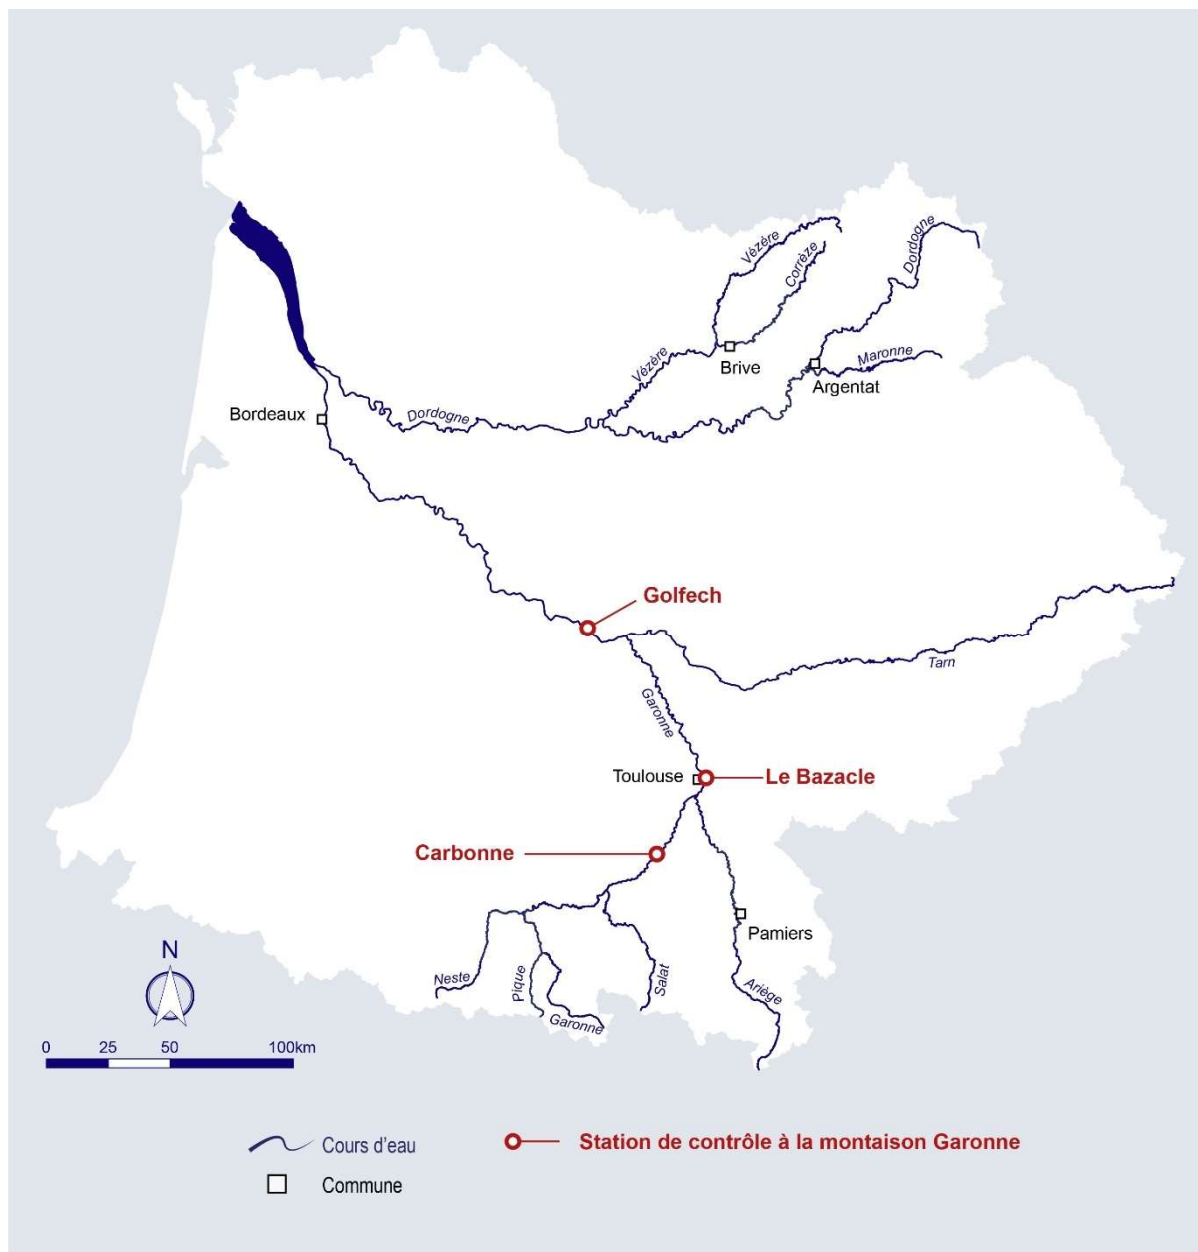 Vézère
Corrèze
Dordogne
Vézère
Brive
Maronne
Argentat
Bordeaux
Dordogne
Golfech
Tarn
Garonne
Toulouse
Le Bazacle
Carbonne
Pamiers
N
Neste
Pique
Garonne
Salat
Ariège
0 25 50 100km
Cours d'eau
Station de contrôle à la montaison Garonne
Commune